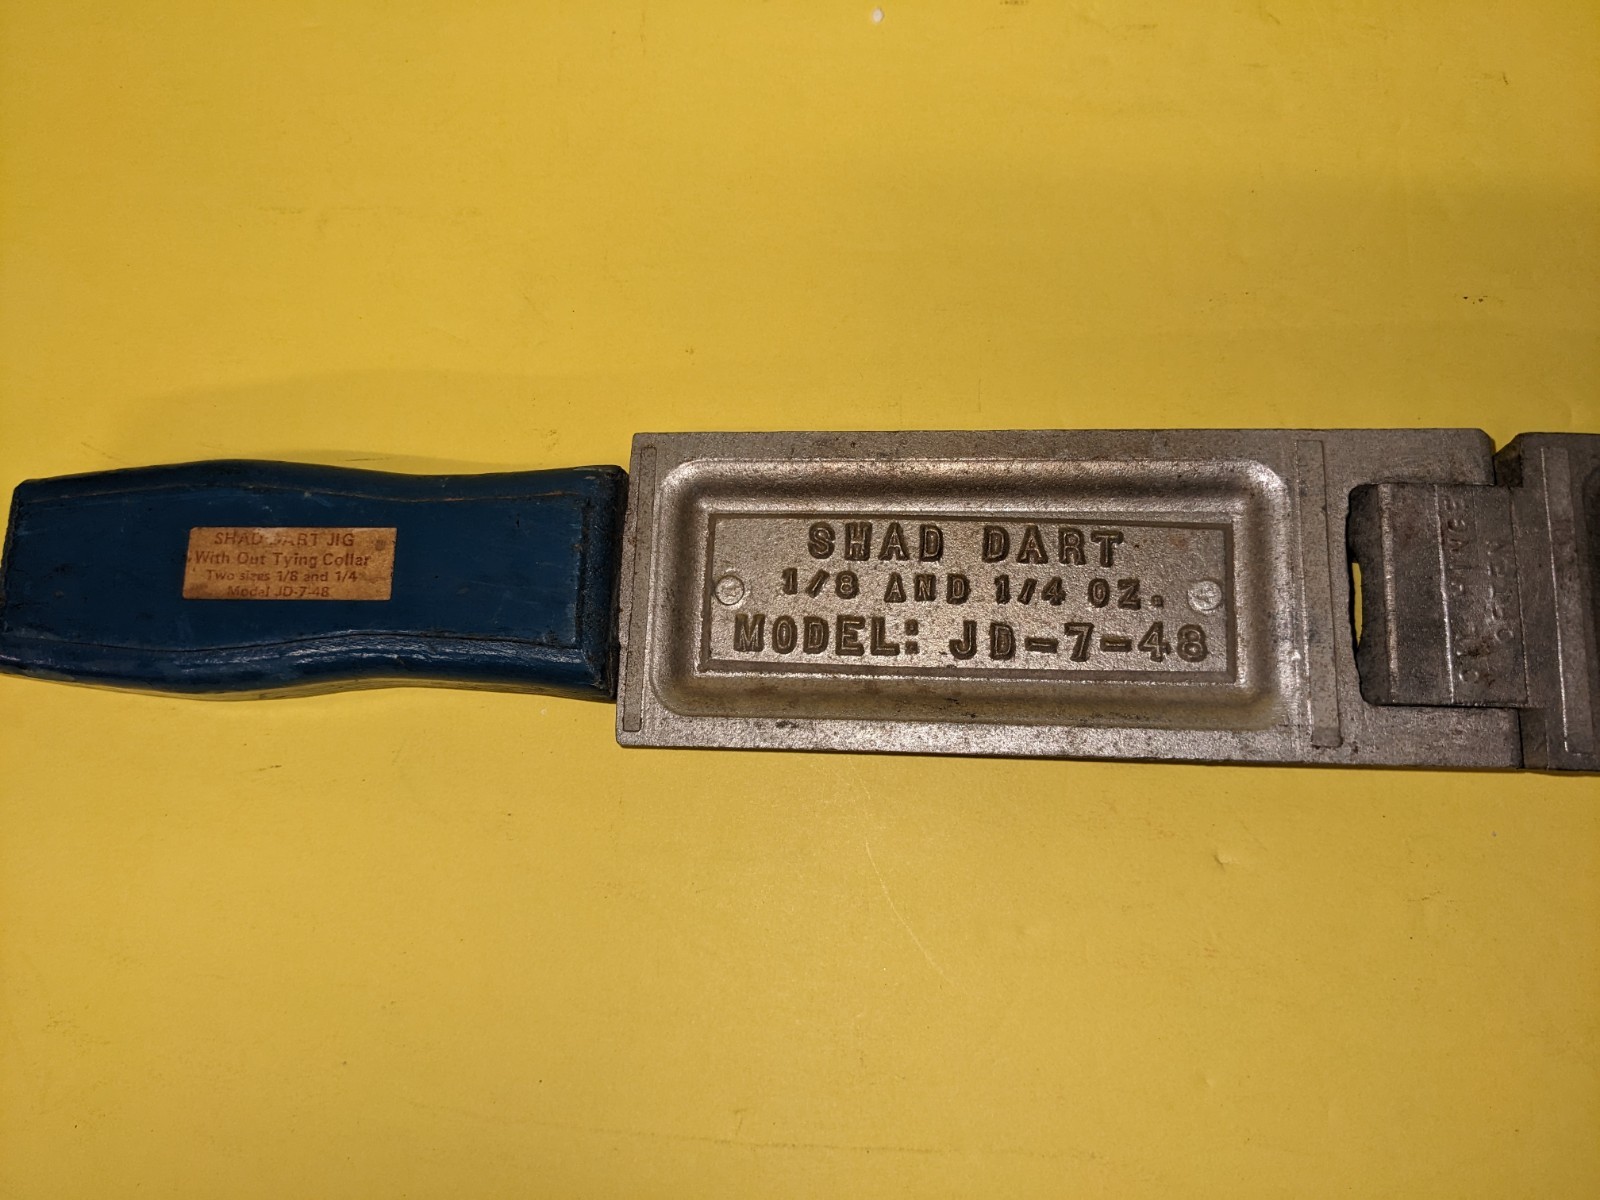 SHAD DART JIG
With Out Tying Collar
Two sizes 1/8 and 1/4
Model JD-7-48
SHAD DART
1/8 AND 1/4 OZ.
MODEL: JD-7-48